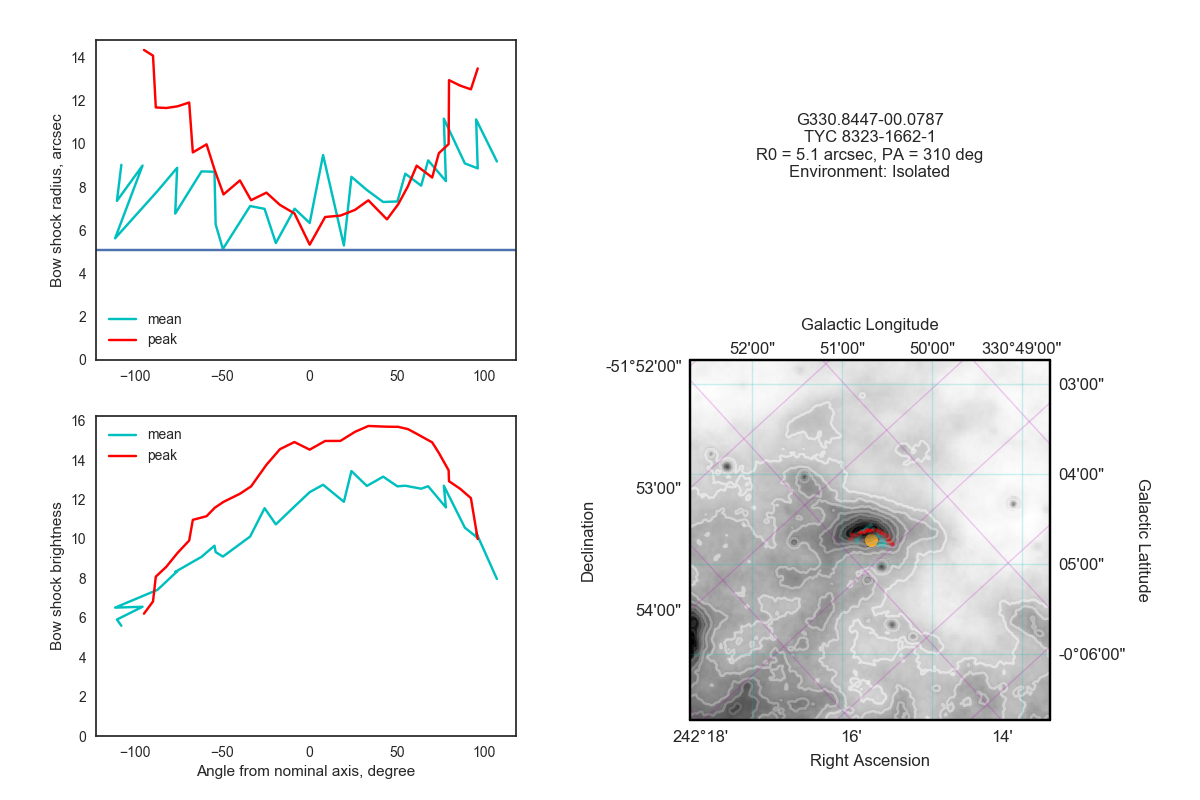 14
12
10
8
6
4
2
0
Bow shock radius, arcsec
mean
peak
−100
−50
0
50
100
G330.8447-00.0787
TYC 8323-1662-1
R0 = 5.1 arcsec, PA = 310 deg
Environment: Isolated
16
14
12
10
8
6
4
2
0
Bow shock brightness
mean
peak
−100
−50
0
50
100
Angle from nominal axis, degree
Galactic Longitude
52'00"
51'00"
50'00"
330°49'00"
-51°52'00"
53'00"
54'00"
Declination
03'00"
04'00"
05'00"
-0°06'00"
Galactic Latitude
242°18'
16'
14'
Right Ascension